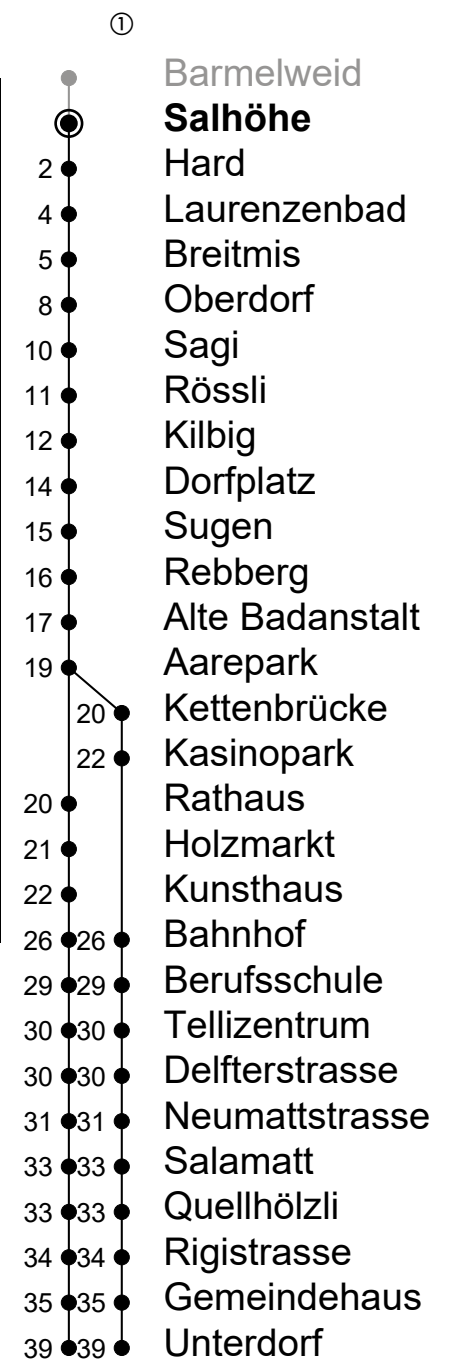 ①
Barmelweid
Salhöhe
2 Hard
4 Laurenzenbad
5 Breitmis
8 Oberdorf
10 Sagi
11 Rössli
12 Kilbig
14 Dorfplatz
15 Sugen
16 Rebberg
17 Alte Badanstalt
19 Aarepark
20 Kettenbrücke
22 Kasinopark
20 Rathaus
21 Holzmarkt
22 Kunsthaus
26 26 Bahnhof
29 29 Berufsschule
30 30 Tellizentrum
30 30 Delfterstrasse
31 31 Neumattstrasse
33 33 Salamatt
33 33 Quellhölzli
34 34 Rigistrasse
35 35 Gemeindehaus
39 39 Unterdorf